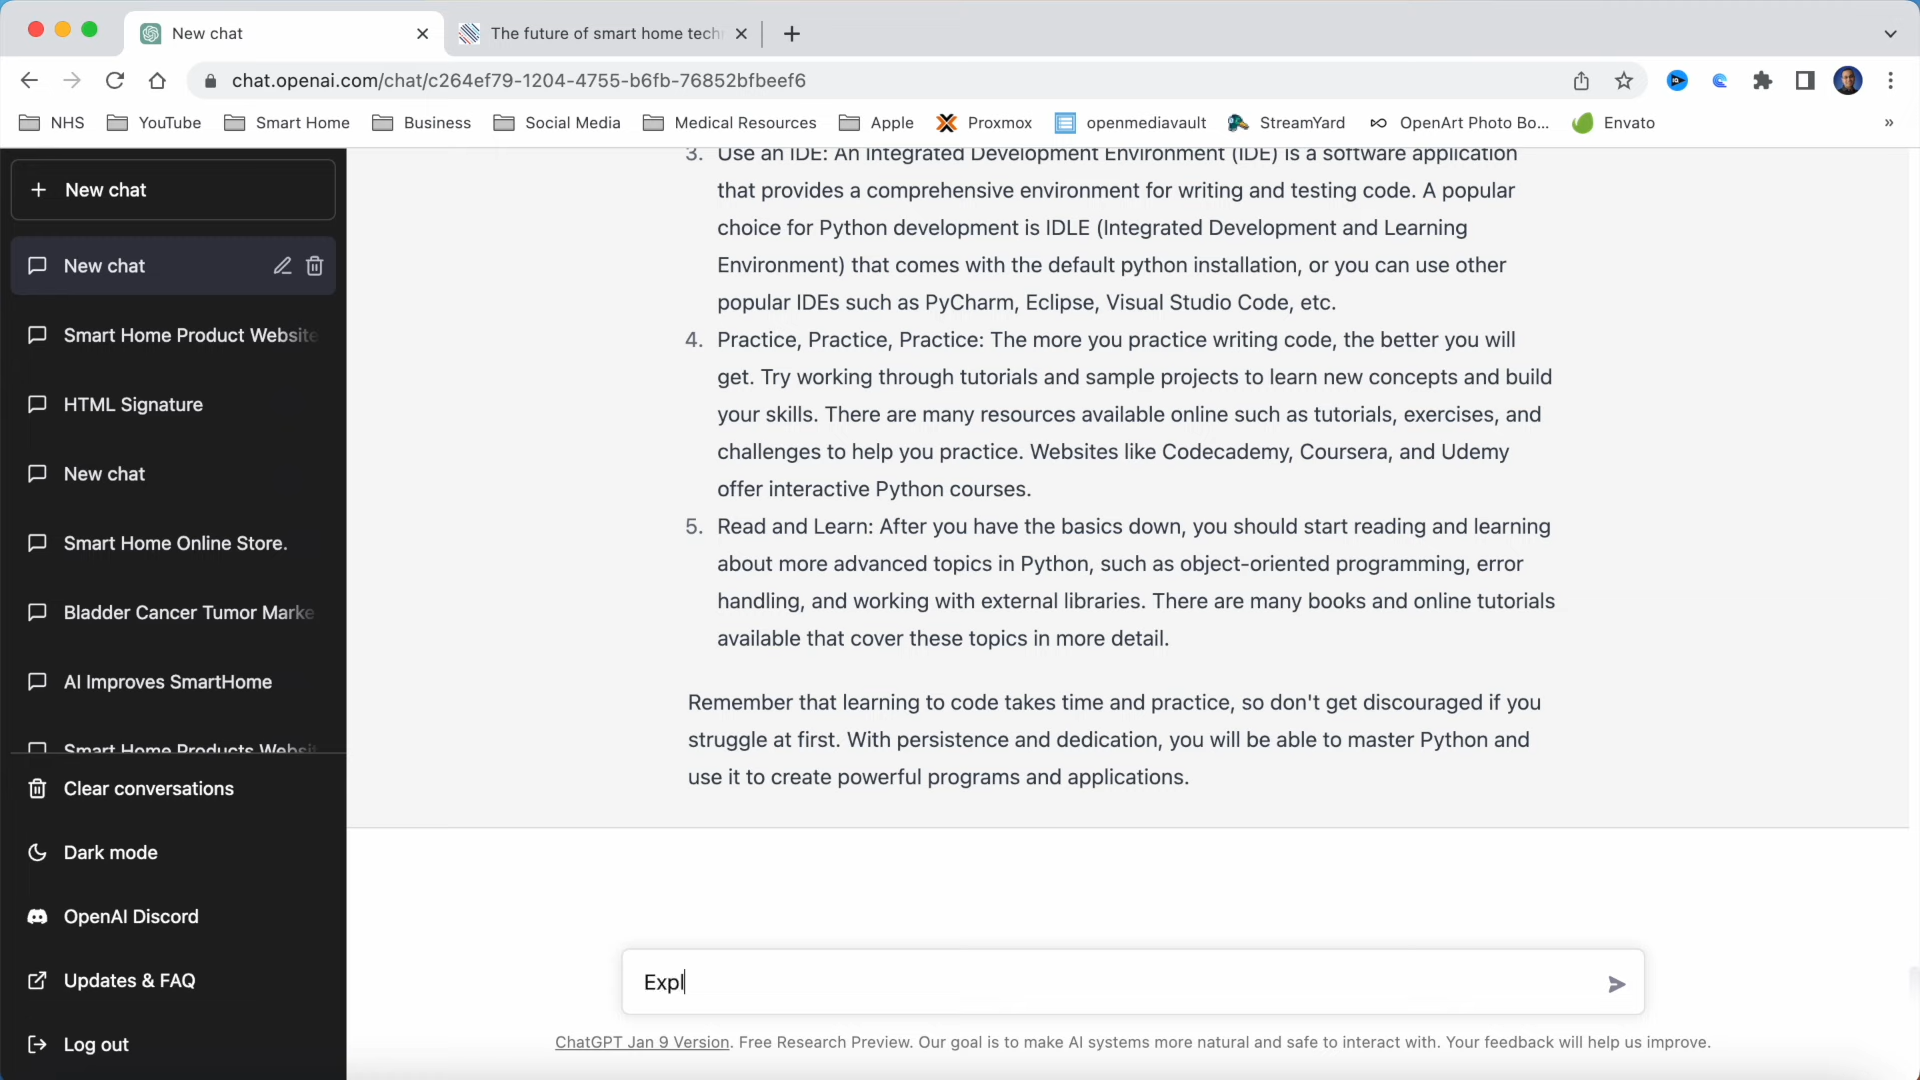 New chat
The future of smart home tech
chat.openai.com/chat/c264ef79-1204-4755-b6fb-76852bfbeef6
NHS
YouTube
Smart Home
Business
Social Media
Medical Resources
Apple
Proxmox
openmediavault
StreamYard
OpenArt Photo Bo...
Envato
»
New chat
New chat
Smart Home Product Website
HTML Signature
New chat
Smart Home Online Store.
Bladder Cancer Tumor Marke
AI Improves SmartHome
Smart Home Products Websit
Clear conversations
Dark mode
OpenAI Discord
Updates & FAQ
Log out
3. Use an IDE: An Integrated Development Environment (IDE) is a software application
that provides a comprehensive environment for writing and testing code. A popular
choice for Python development is IDLE (Integrated Development and Learning
Environment) that comes with the default python installation, or you can use other
popular IDEs such as PyCharm, Eclipse, Visual Studio Code, etc.
4. Practice, Practice, Practice: The more you practice writing code, the better you will
get. Try working through tutorials and sample projects to learn new concepts and build
your skills. There are many resources available online such as tutorials, exercises, and
challenges to help you practice. Websites like Codecademy, Coursera, and Udemy
offer interactive Python courses.
5. Read and Learn: After you have the basics down, you should start reading and learning
about more advanced topics in Python, such as object-oriented programming, error
handling, and working with external libraries. There are many books and online tutorials
available that cover these topics in more detail.
Remember that learning to code takes time and practice, so don't get discouraged if you
struggle at first. With persistence and dedication, you will be able to master Python and
use it to create powerful programs and applications.
Expl
ChatGPT Jan 9 Version. Free Research Preview. Our goal is to make AI systems more natural and safe to interact with. Your feedback will help us improve.